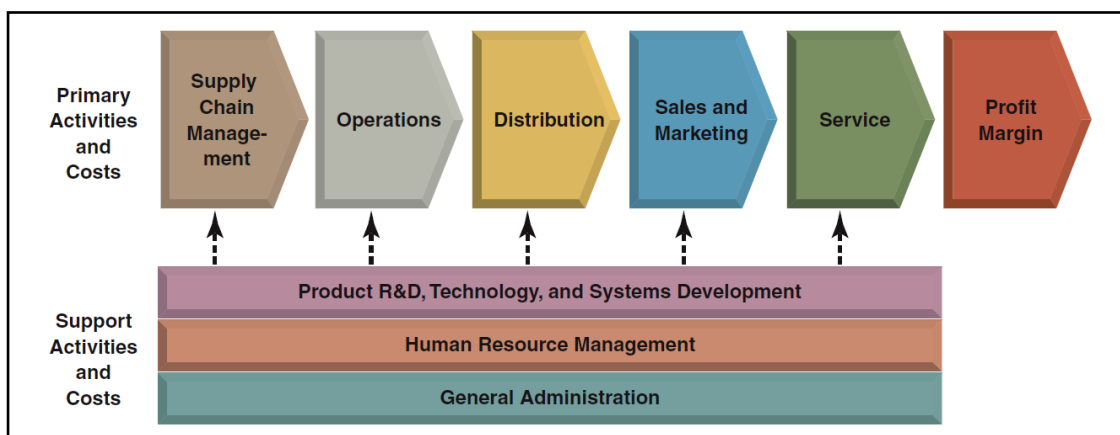 Primary
Activities
and
Costs
Supply
Chain
Manage-
ment
Operations
Distribution
Sales and
Marketing
Service
Profit
Margin
Support
Activities
and
Costs
Product R&D, Technology, and Systems Development
Human Resource Management
General Administration